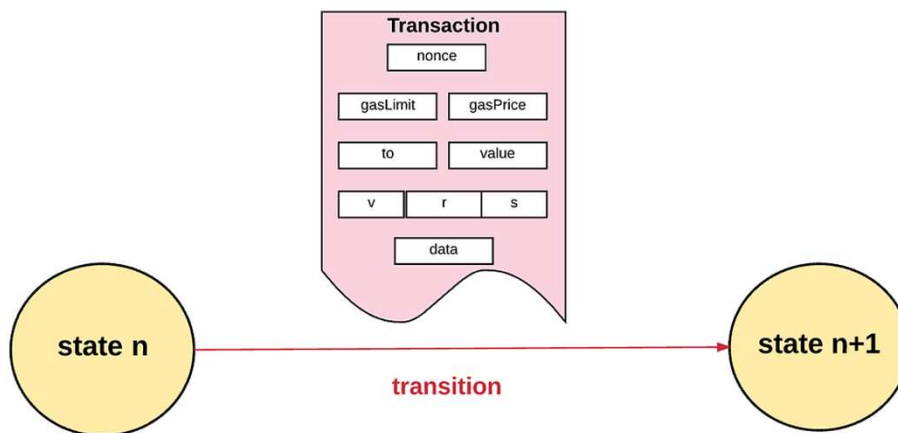 Transaction
nonce
gasLimit gasPrice
to value
v r s
data
state n
state n+1
transition